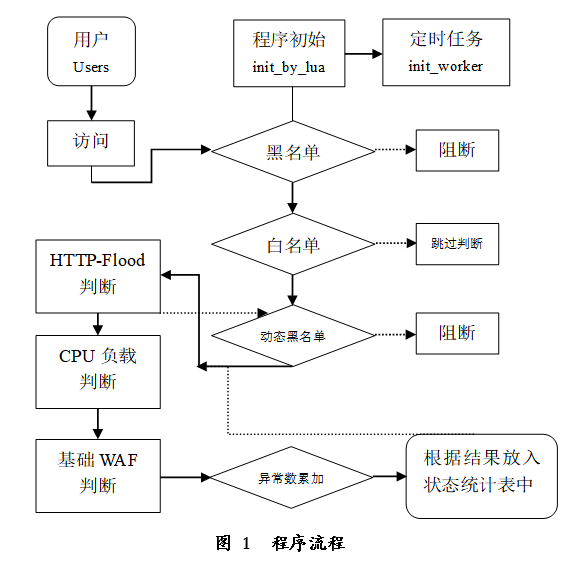 用户
Users
程序初始
init_by_lua
定时任务
init_worker
访问
黑名单
阻断
白名单
跳过判断
HTTP-Flood
判断
动态黑名单
阻断
CPU 负载
判断
基础 WAF
判断
异常数累加
根据结果放入
状态统计表中
图 1 程序流程